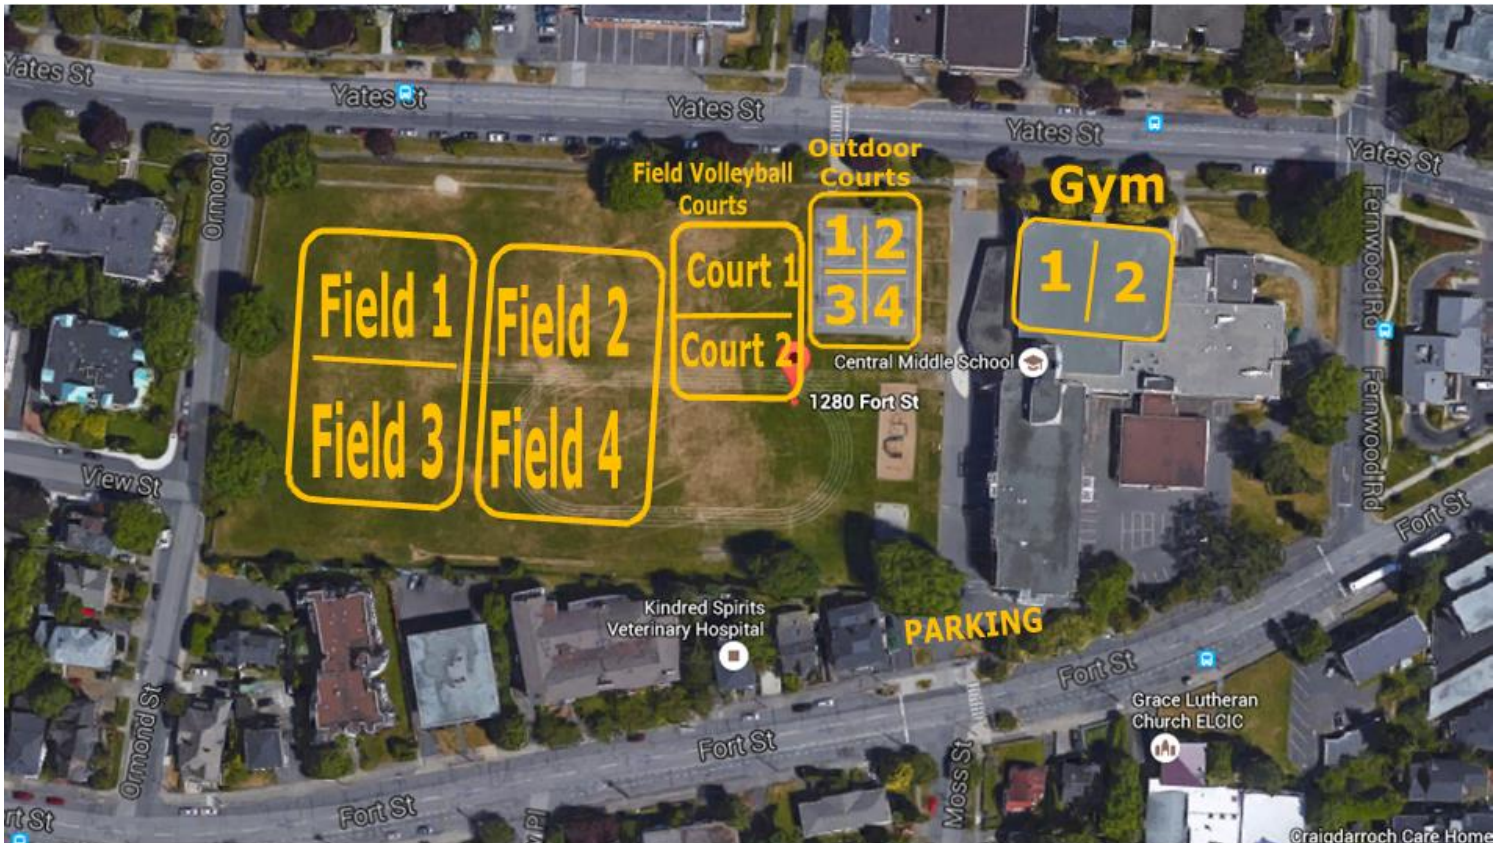 Yates St
Yates St
Yates St
Yates St
Yates St
Ormond St
Outdoor
Courts
Field Volleyball
Courts
Gym
Fernwood Rd
Field 1
Field 2
Court 1
1 2
3 4
1 / 2
Court 2
Central Middle School
1280 Fort St
Field 3
Field 4
Fernwood Rd
View St
Fort St
Kindred Spirits
Veterinary Hospital
PARKING
Fort St
Grace Lutheran
Church ELCIC
Ormond St
Fort St
Moss St
Fort St
rt St
Craigdarroch Care Home